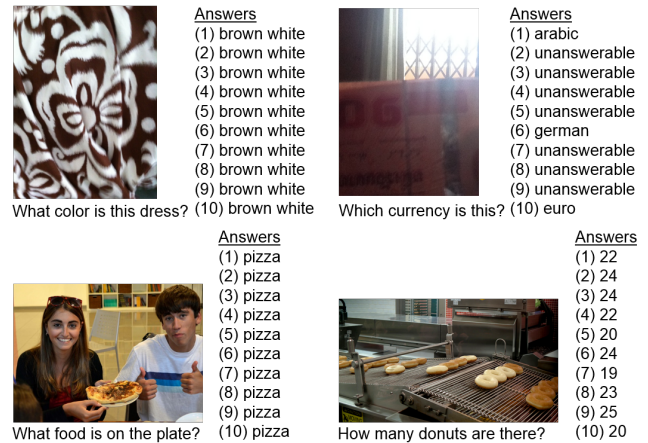 Answers
(1) brown white
(2) brown white
(3) brown white
(4) brown white
(5) brown white
(6) brown white
(7) brown white
(8) brown white
(9) brown white
(10) brown white
What color is this dress?
Answers
(1) arabic
(2) unanswerable
(3) unanswerable
(4) unanswerable
(5) unanswerable
(6) german
(7) unanswerable
(8) unanswerable
(9) unanswerable
(10) euro
Which currency is this?
Answers
(1) pizza
(2) pizza
(3) pizza
(4) pizza
(5) pizza
(6) pizza
(7) pizza
(8) pizza
(9) pizza
(10) pizza
What food is on the plate?
Answers
(1) 22
(2) 24
(3) 24
(4) 22
(5) 20
(6) 24
(7) 19
(8) 23
(9) 25
(10) 20
How many donuts are there?